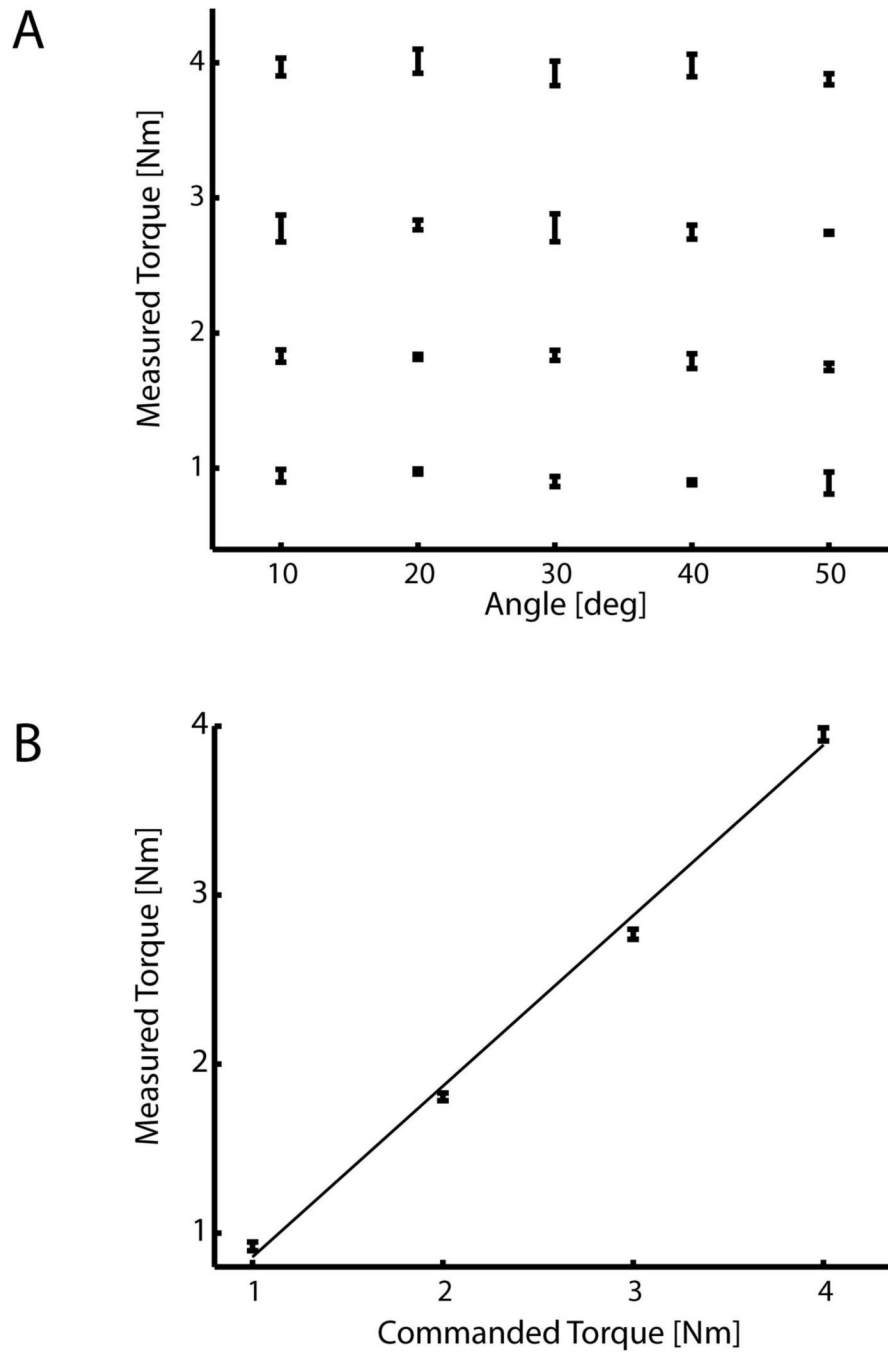 A
4
3
2
1
Measured Torque [Nm]
10 20 30 40 50
Angle [deg]
B
4
3
2
1
Measured Torque [Nm]
1 2 3 4
Commanded Torque [Nm]